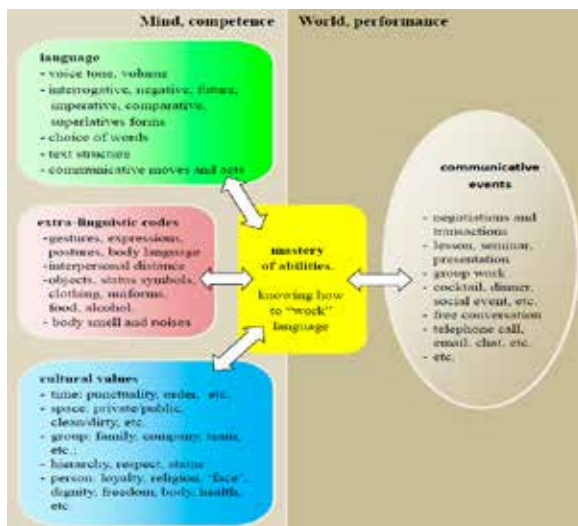 Mind, competence
World, performance
language
- voice tone, volume
- interrogative, negative, future,
imperative, comparative,
superlatives forms
- choice of words
- text structure
- communicative moves and acts
extra-linguistic codes
-gestures, expressions,
postures, body language
-interpersonal distance
-objects, status symbols,
clothing, uniforms,
food, alcohol,
- body smell and noises
cultural values
- time: punctuality, order, etc.
- space: private/public,
clean/dirty, etc.
- group: family, company, team,
etc.;
- hierarchy, respect, status
- person: loyalty, religion, "face",
dignity, freedom, body, health,
etc
mastery
of abilities.
knowing how
to "work"
language
communicative
events
- negotiations and
transactions
- lesson, seminar,
presentation
- group work
- cocktail, dinner,
social event, etc.
- free conversation
- telephone call,
email, chat, etc.
- etc.